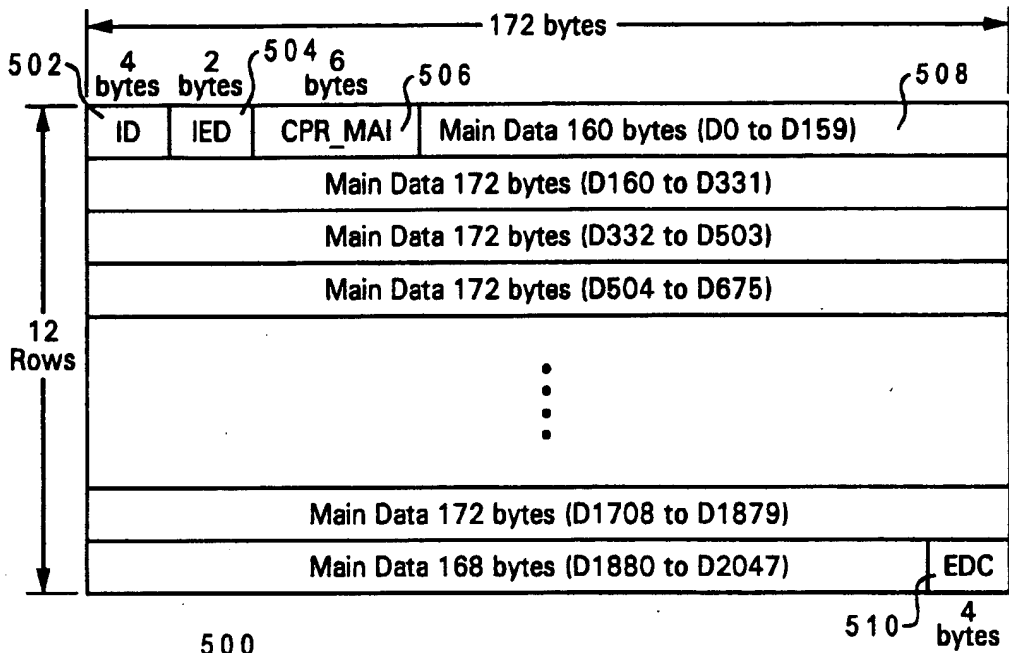 172 bytes
502
4 bytes
2 bytes
504
6 bytes
506
508
ID
IED
CPR_MAI
Main Data 160 bytes (D0 to D159)
Main Data 172 bytes (D160 to D331)
Main Data 172 bytes (D332 to D503)
Main Data 172 bytes (D504 to D675)
12
Rows
Main Data 172 bytes (D1708 to D1879)
Main Data 168 bytes (D1880 to D2047)
EDC
510
4
bytes
500